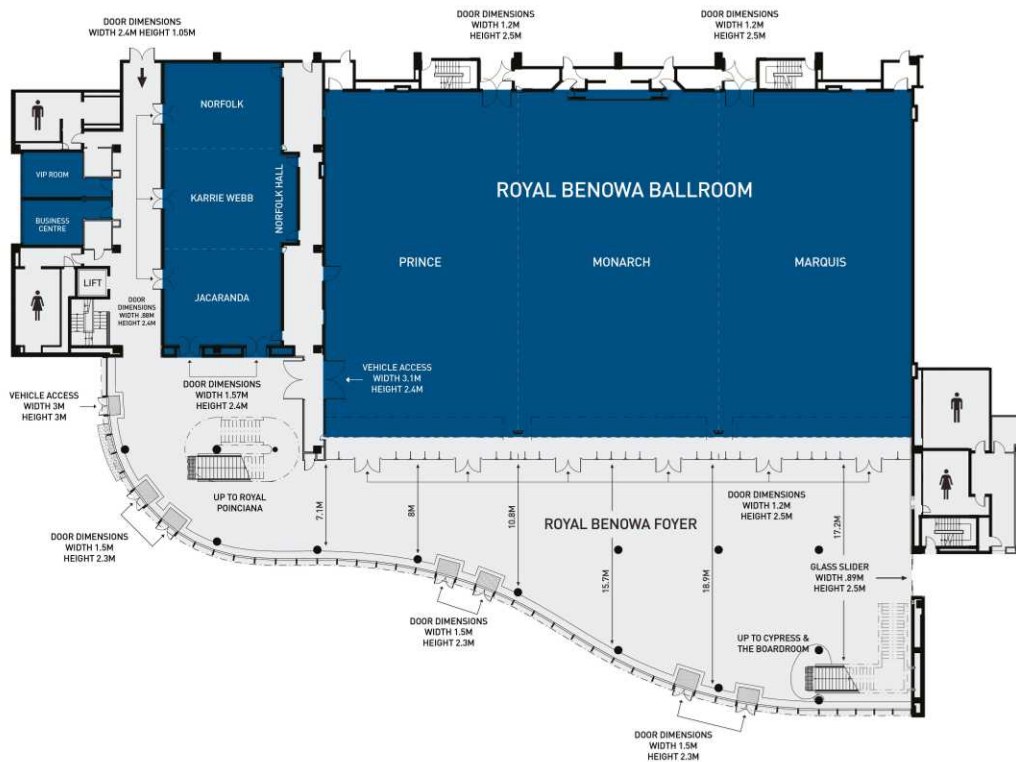 DOOR DIMENSIONS
WIDTH 2.4M HEIGHT 1.05M
DOOR DIMENSIONS
WIDTH 1.2M
HEIGHT 2.5M
DOOR DIMENSIONS
WIDTH 1.2M
HEIGHT 2.5M
NORFOLK
VIP ROOM
KARRIE WEBB
NORFOLK HALL
BUSINESS
CENTRE
ROYAL BENOWA BALLROOM
PRINCE
MONARCH
MARQUIS
LIFT
JACARANDA
DOOR
DIMENSIONS
WIDTH .88M
HEIGHT 2.4M
VEHICLE ACCESS
WIDTH 3.1M
HEIGHT 2.4M
DOOR DIMENSIONS
WIDTH 1.57M
HEIGHT 2.4M
VEHICLE ACCESS
WIDTH 3M
HEIGHT 3M
UP TO ROYAL
POINCIANA
7.1M
8M
10.8M
15.7M
18.9M
17.2M
DOOR DIMENSIONS
WIDTH 1.2M
HEIGHT 2.5M
ROYAL BENOWA FOYER
DOOR DIMENSIONS
WIDTH 1.5M
HEIGHT 2.3M
GLASS SLIDER
WIDTH .89M
HEIGHT 2.5M
DOOR DIMENSIONS
WIDTH 1.5M
HEIGHT 2.3M
UP TO CYPRESS &
THE BOARDROOM
DOOR DIMENSIONS
WIDTH 1.5M
HEIGHT 2.3M